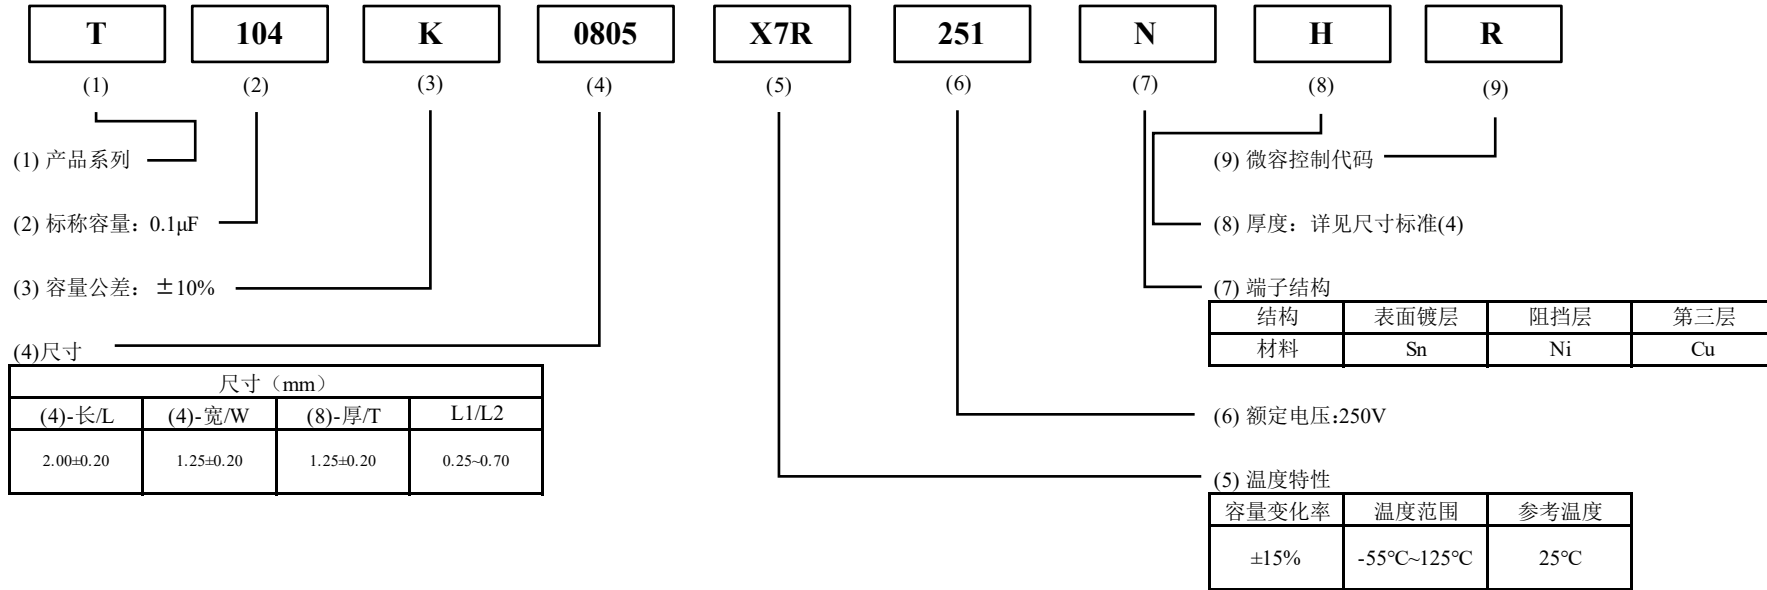 T 104 K 0805 X7R 251 N H R
(1) (2) (3) (4) (5) (6) (7) (8) (9)
(1) 产品系列
(2) 标称容量：0.1μF
(3) 容量公差：±10%
(4)尺寸
尺寸（mm）
(4)-长/L (4)-宽/W (8)-厚/T L1/L2
2.00±0.20 1.25±0.20 1.25±0.20 0.25~0.70
(9) 微容控制代码
(8) 厚度：详见尺寸标准(4)
(7) 端子结构
结构 表面镀层 阻挡层 第三层
材料 Sn Ni Cu
(6) 额定电压:250V
(5) 温度特性
容量变化率 温度范围 参考温度
±15% -55℃~125℃ 25℃